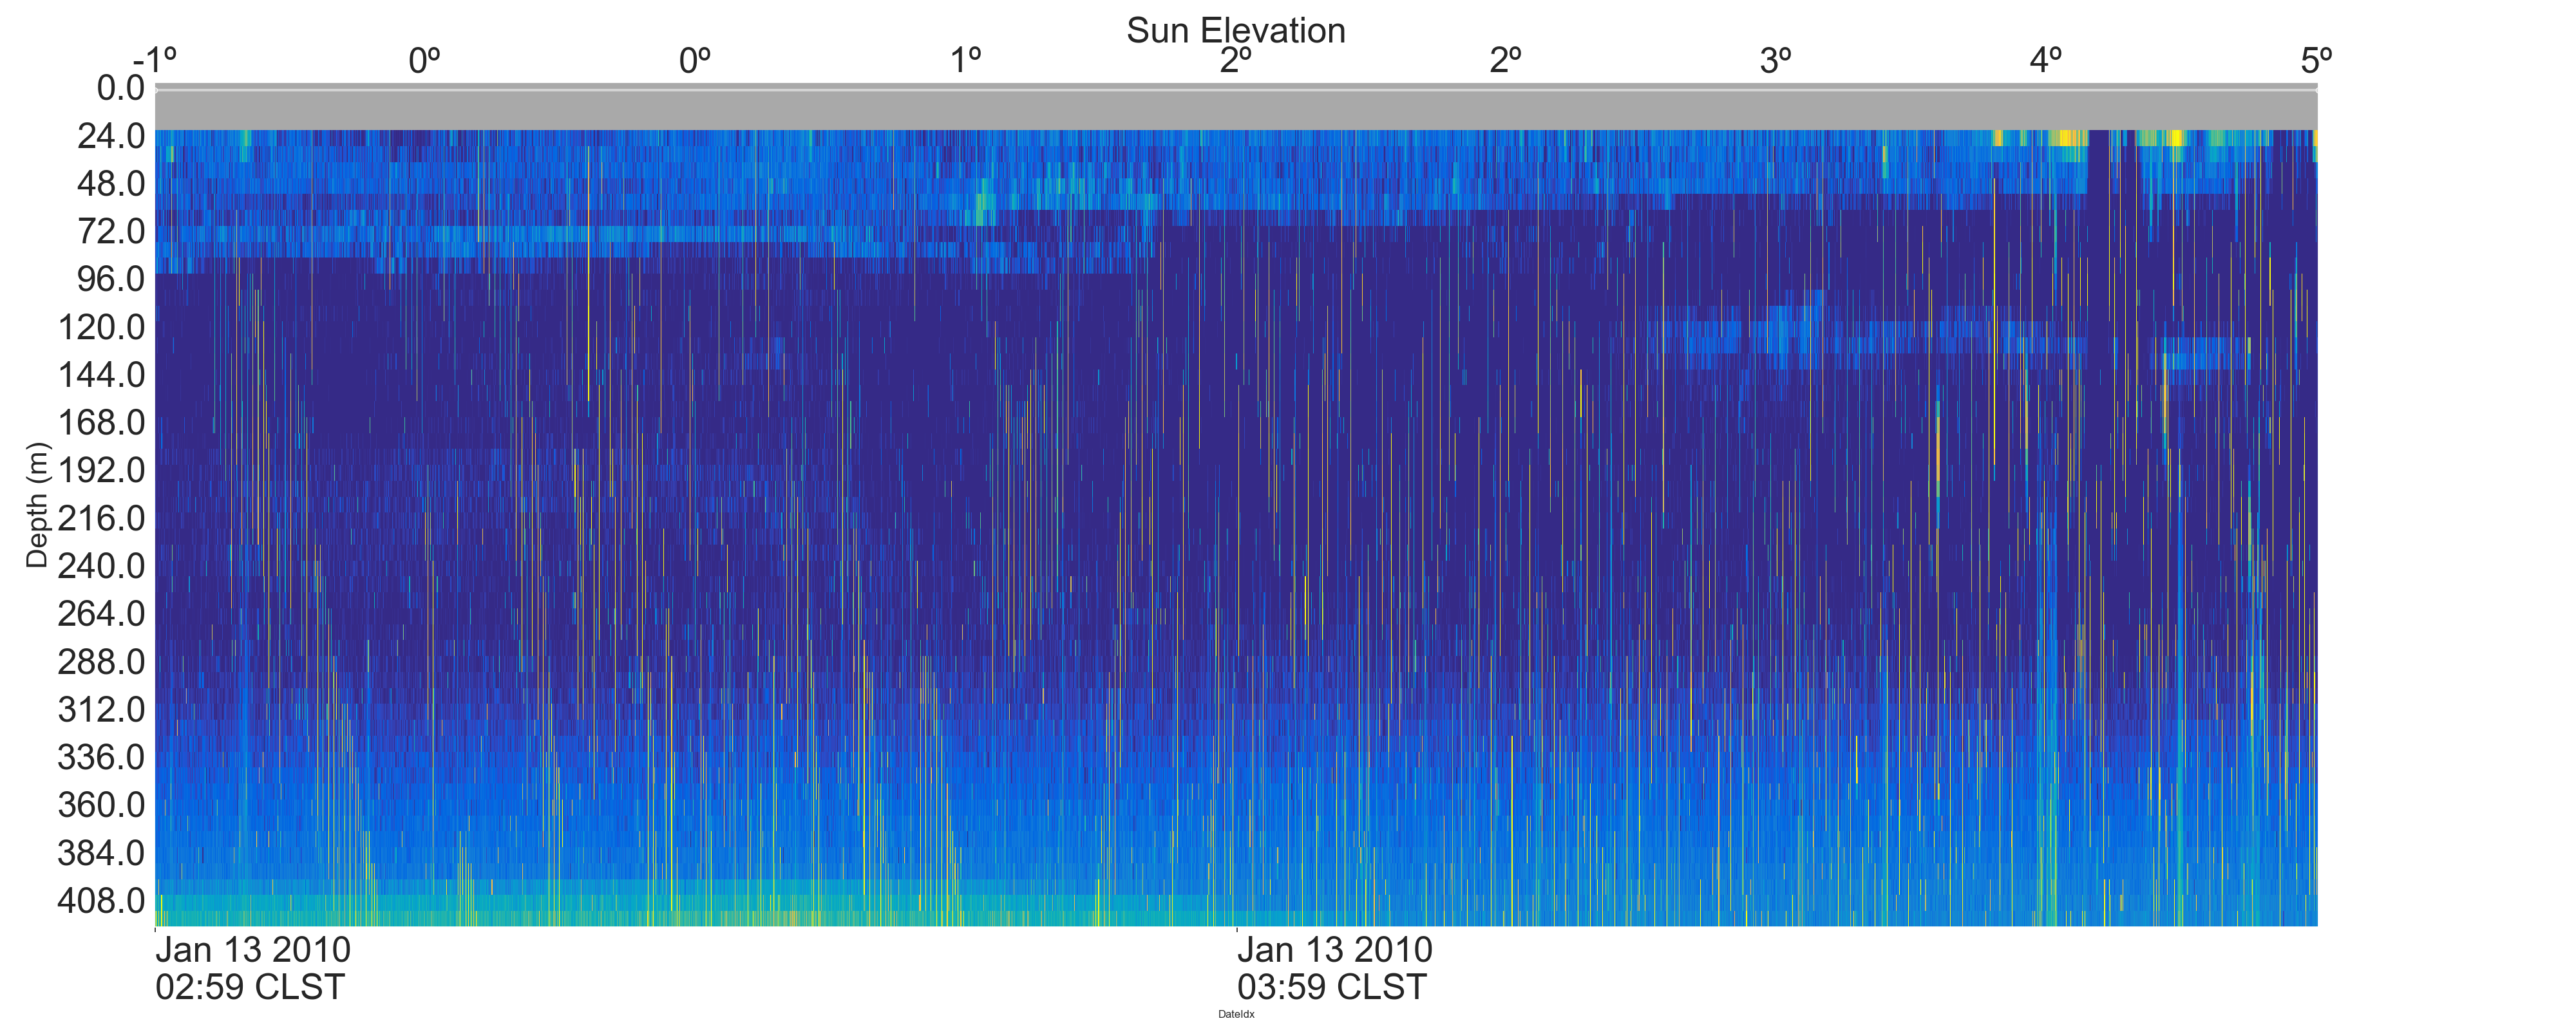 Sun Elevation
-1º 0º 0º 1º 2º 2º 3º 4º 5º
0.0
24.0
48.0
72.0
96.0
120.0
144.0
168.0
192.0
216.0
240.0
264.0
288.0
312.0
336.0
360.0
384.0
408.0
Depth (m)
Jan 13 2010
02:59 CLST
Jan 13 2010
03:59 CLST
DateIdx